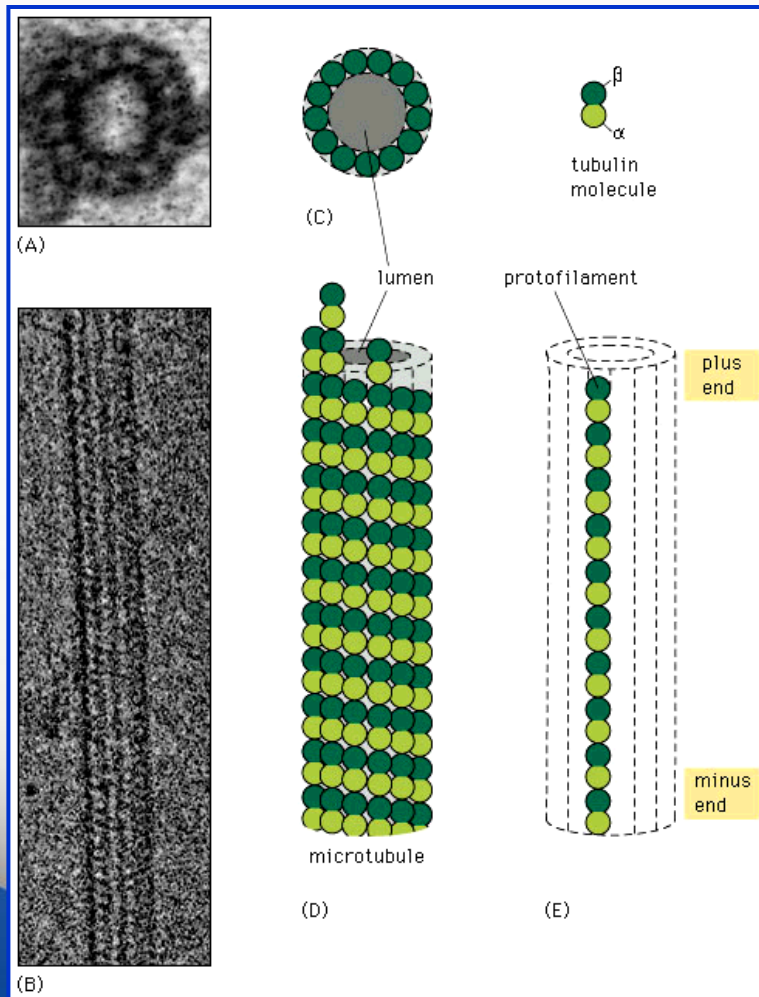 β
α
tubulin
molecule
(C)
(A)
lumen
protofilament
plus
end
minus
end
microtubule
(D)
(E)
(B)